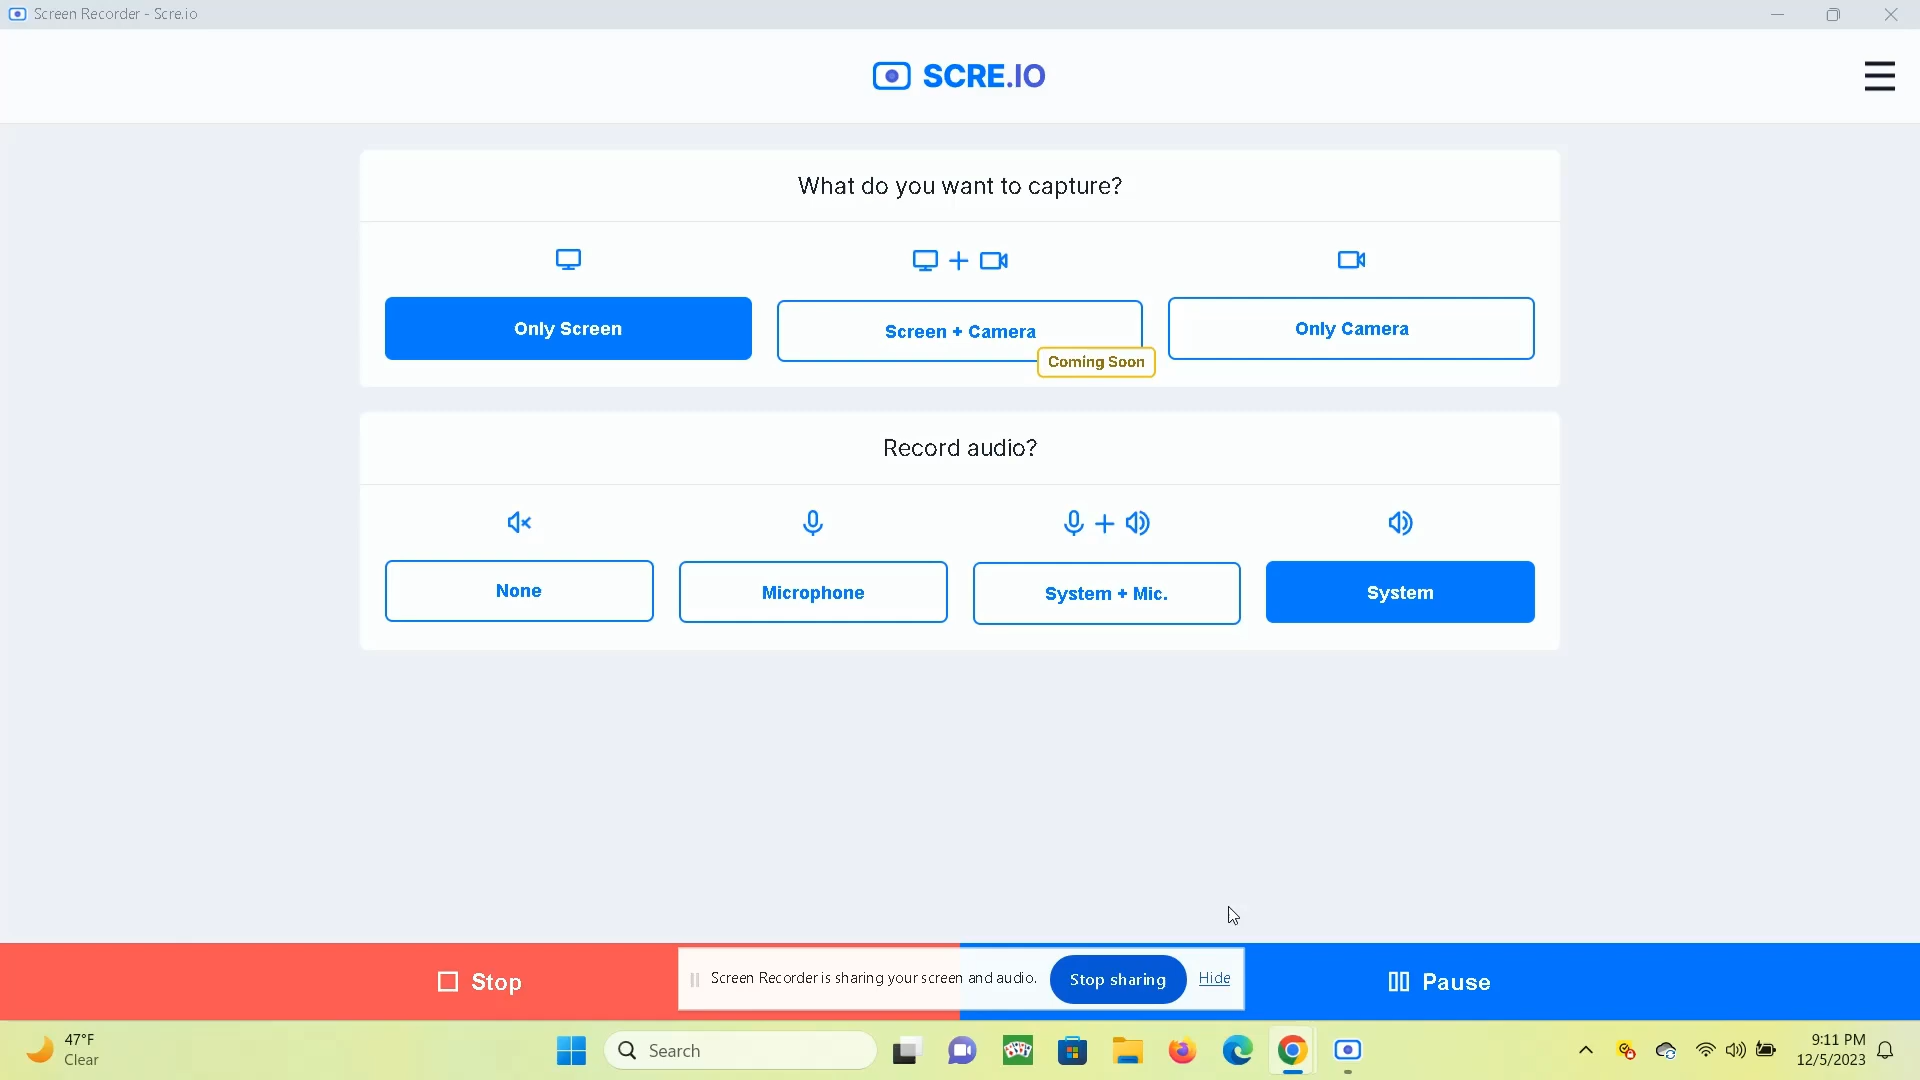 Screen Recorder - Scre.io
SCRE.IO
What do you want to capture?
Only Screen
Screen + Camera
Only Camera
Coming Soon
Record audio?
None
Microphone
System + Mic.
System
Stop
Screen Recorder is sharing your screen and audio.
Stop sharing
Hide
Pause
47°F
Clear
Search
9:11 PM
12/5/2023